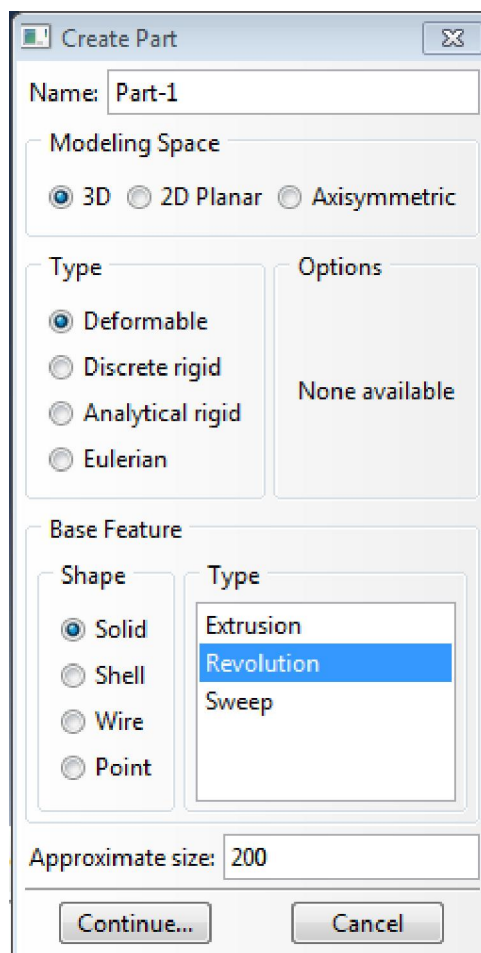 Create Part
Name: Part-1
Modeling Space
3D 2D Planar Axisymmetric
Type
Deformable
Discrete rigid
Analytical rigid
Eulerian
Options
None available
Base Feature
Shape
Solid
Shell
Wire
Point
Type
Extrusion
Revolution
Sweep
Approximate size: 200
Continue... Cancel